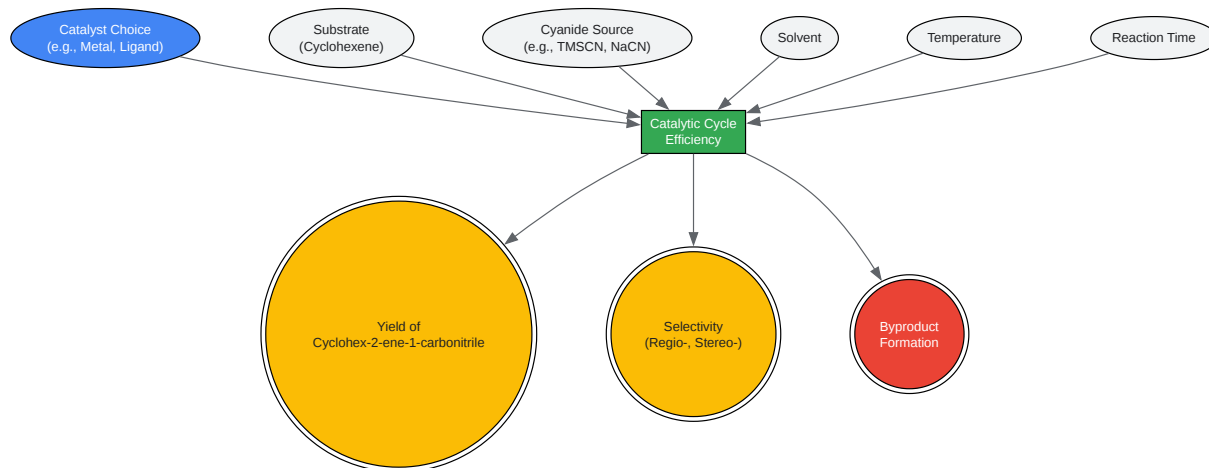 Catalyst Choice
(e.g., Metal, Ligand)
Substrate
(Cyclohexene)
Cyanide Source
(e.g., TMSCN, NaCN)
Solvent
Temperature
Reaction Time
Catalytic Cycle
Efficiency
Yield of
Cyclohex-2-ene-1-carbonitrile
Selectivity
(Regio-, Stereo-)
Byproduct
Formation